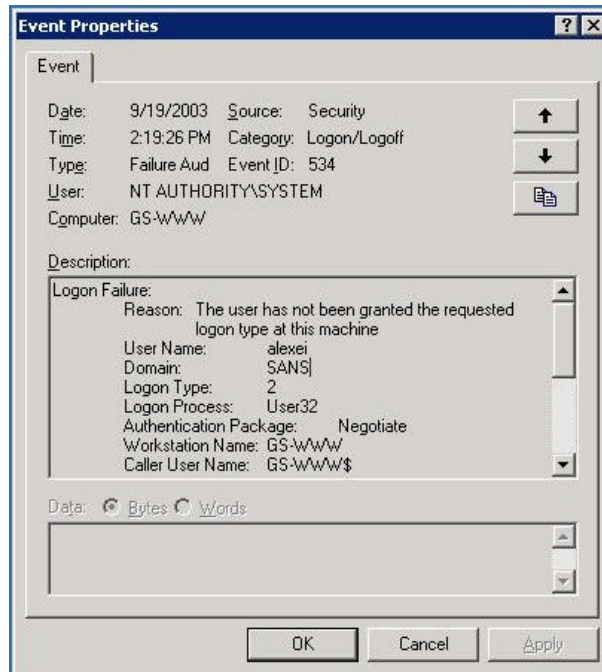 Event Properties
Event
Date: 9/19/2003 Source: Security
Time: 2:19:26 PM Category: Logon/Logoff
Type: Failure Aud Event ID: 534
User: NT AUTHORITY\SYSTEM
Computer: GS-WWW
Description:
Logon Failure:
Reason: The user has not been granted the requested
logon type at this machine
User Name: alexei
Domain: SANS
Logon Type: 2
Logon Process: User32
Authentication Package: Negotiate
Workstation Name: GS-WWW
Caller User Name: GS-WWW$
Data: Bytes Words
OK Cancel Apply